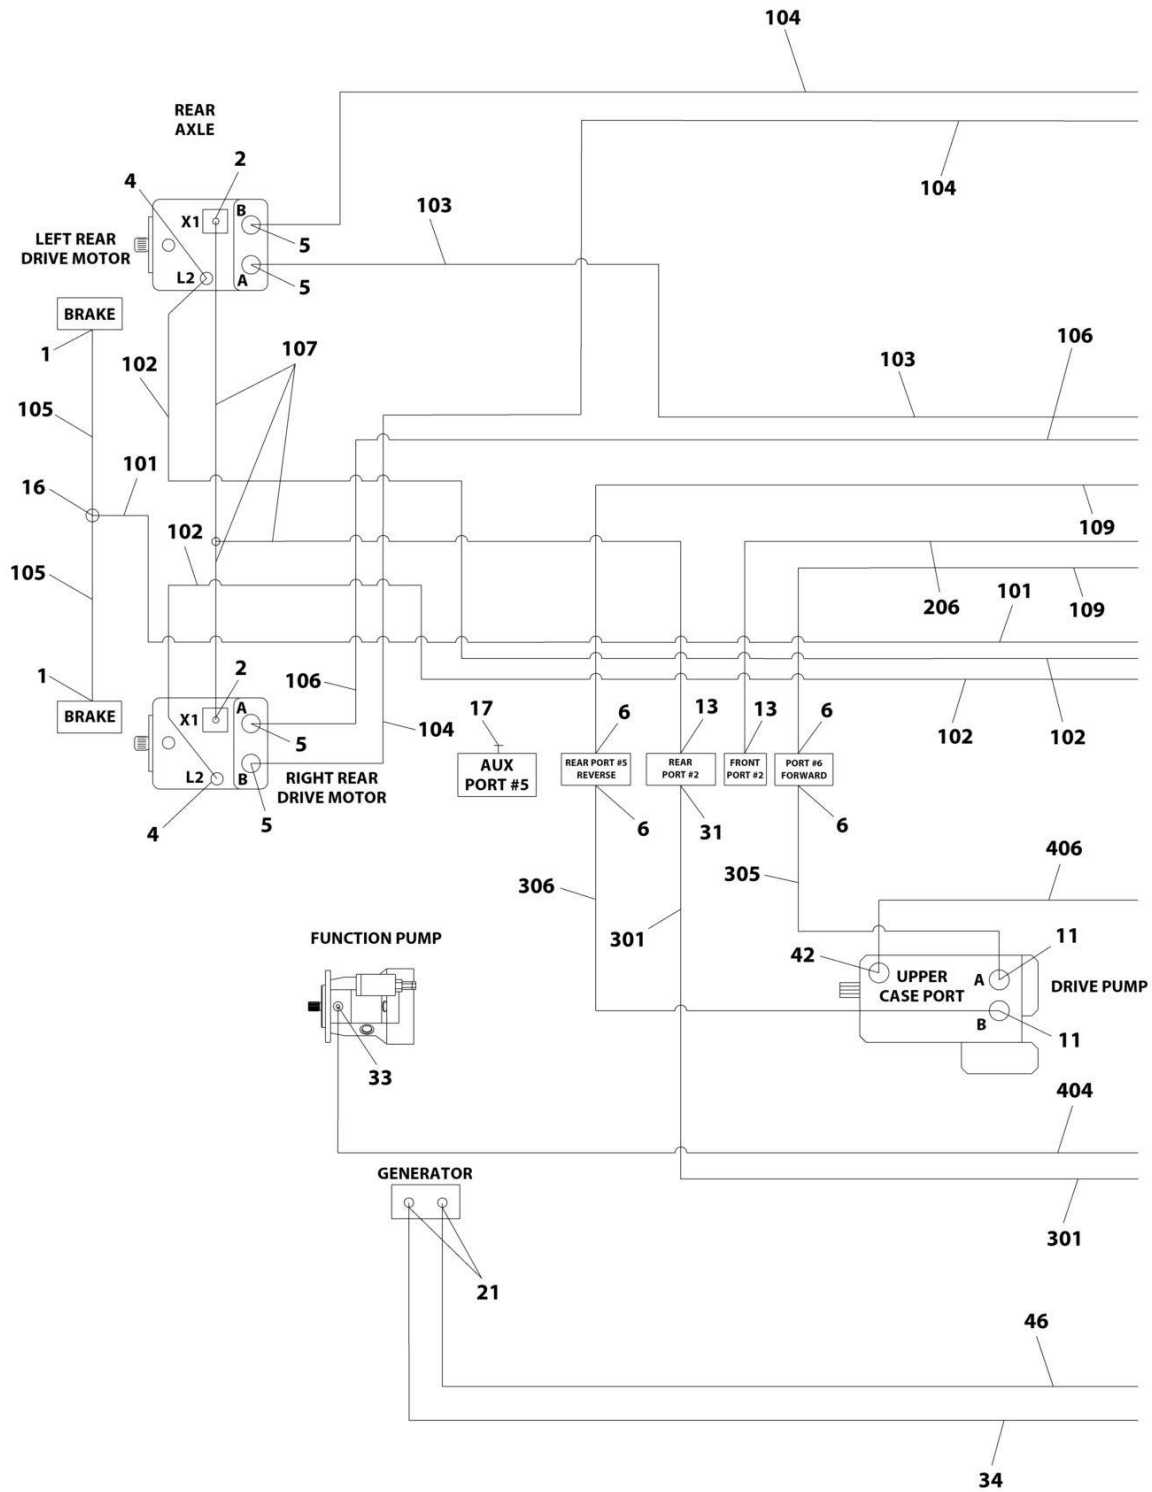 104
REAR
AXLE
2
4
104
103
B
X1
5
LEFT REAR
DRIVE MOTOR
L2
A
5
BRAKE
1
107
106
102
103
105
101
16
102
109
105
206
101
109
1
2
106
BRAKE
X1
A
5
104
17
6
13
13
6
102
102
AUX
PORT #5
REAR PORT #5
REVERSE
REAR
PORT #2
FRONT
PORT #2
PORT #6
FORWARD
L2
B
RIGHT REAR
DRIVE MOTOR
4
5
6
31
6
406
306
305
301
FUNCTION PUMP
42
11
UPPER
CASE PORT
A
DRIVE PUMP
B
11
33
404
GENERATOR
301
21
46
34